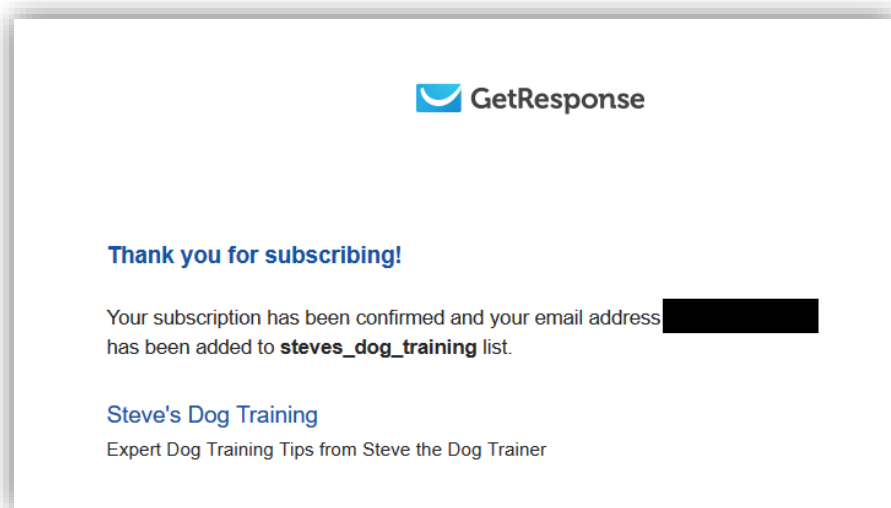 GetResponse
Thank you for subscribing!
Your subscription has been confirmed and your email address
has been added to steves_dog_training list.
Steve's Dog Training
Expert Dog Training Tips from Steve the Dog Trainer